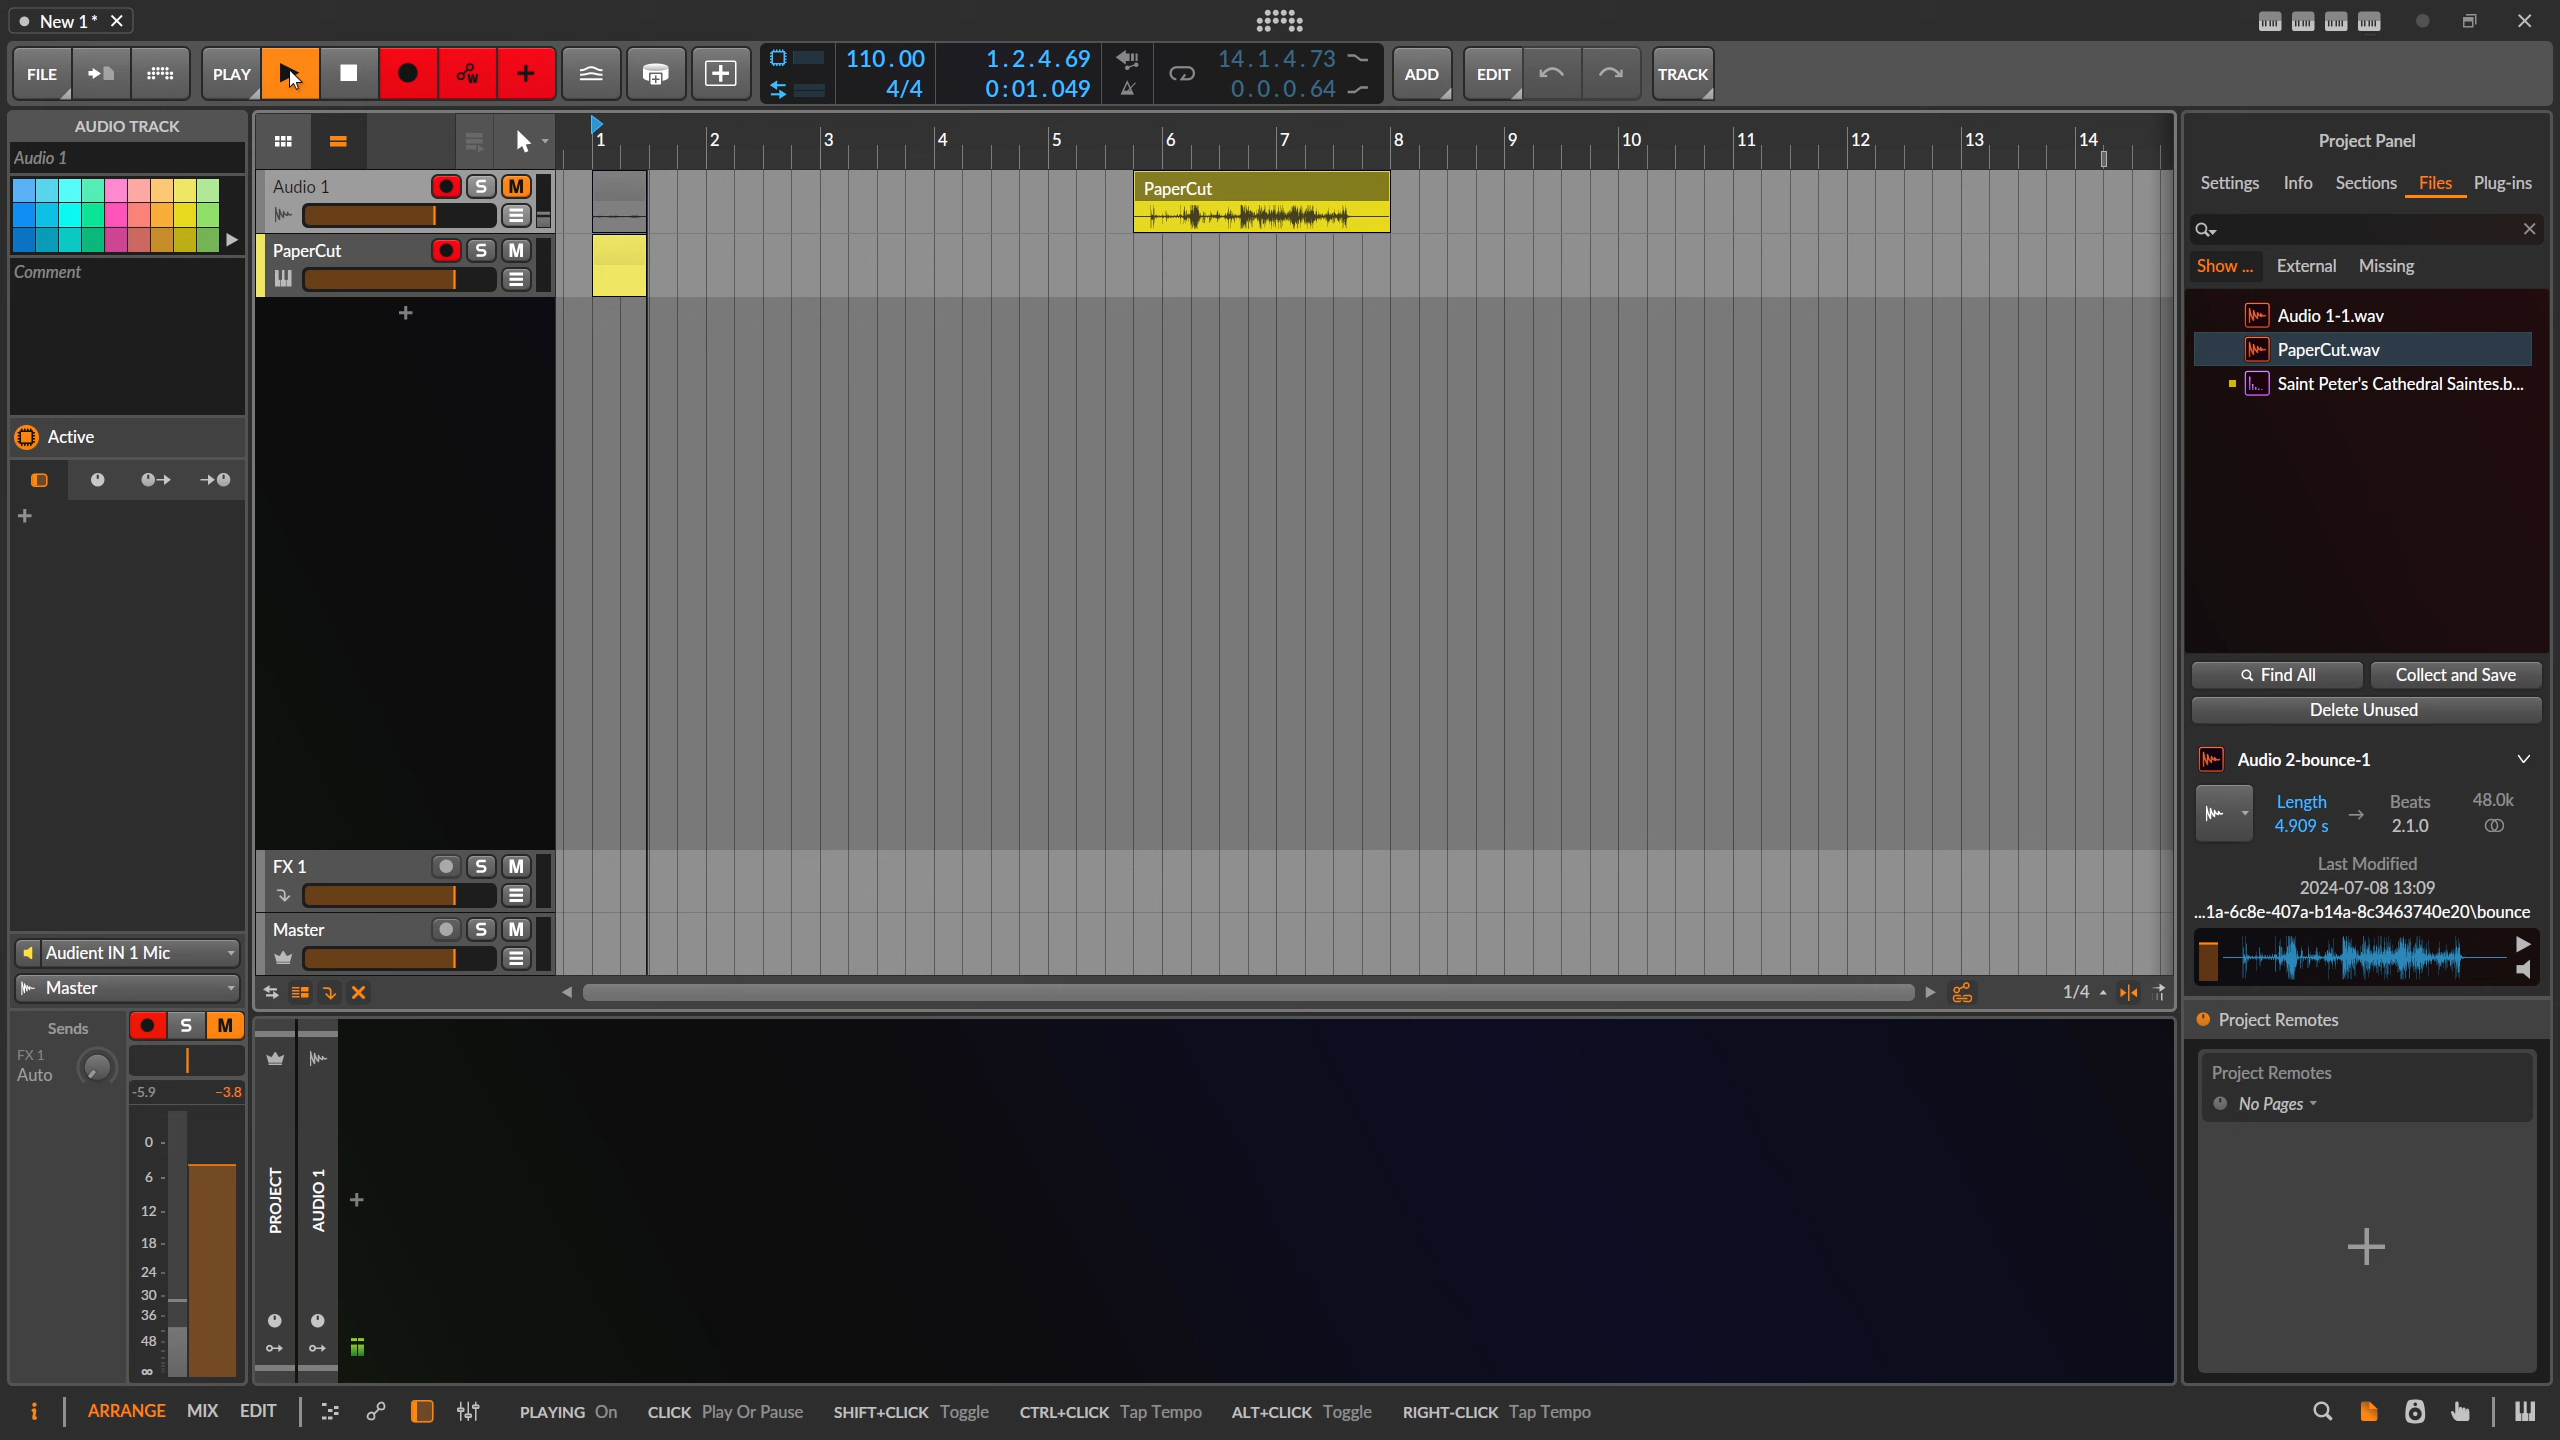 New 1*
FILE
PLAY
110.00
4/4
1.2.4.69
0:01.049
14.1.4.73
0.0.0.64
ADD
EDIT
TRACK
AUDIO TRACK
Audio 1
Comment
Active
Audient IN 1 Mic
Master
Sends
S M
FX 1
Auto
-5.9 -3.8
0
6
12
18
24
30
36
48
∞
1 2 3 4 5 6 7 8 9 10 11 12 13 14
Audio 1 S M
PaperCut
PaperCut S M
FX 1 S M
Master S M
1/4
PROJECT
AUDIO 1
Project Panel
Settings Info Sections Files Plug-ins
Show ... External Missing
Audio 1-1.wav
PaperCut.wav
Saint Peter's Cathedral Saintes.b...
Find All Collect and Save
Delete Unused
Audio 2-bounce-1
Length Beats 48.0k
4.909 s 2.1.0
Last Modified
2024-07-08 13:09
...1a-6c8e-407a-b14a-8c3463740e20\bounce
Project Remotes
Project Remotes
No Pages
i ARRANGE MIX EDIT PLAYING On CLICK Play Or Pause SHIFT+CLICK Toggle CTRL+CLICK Tap Tempo ALT+CLICK Toggle RIGHT-CLICK Tap Tempo